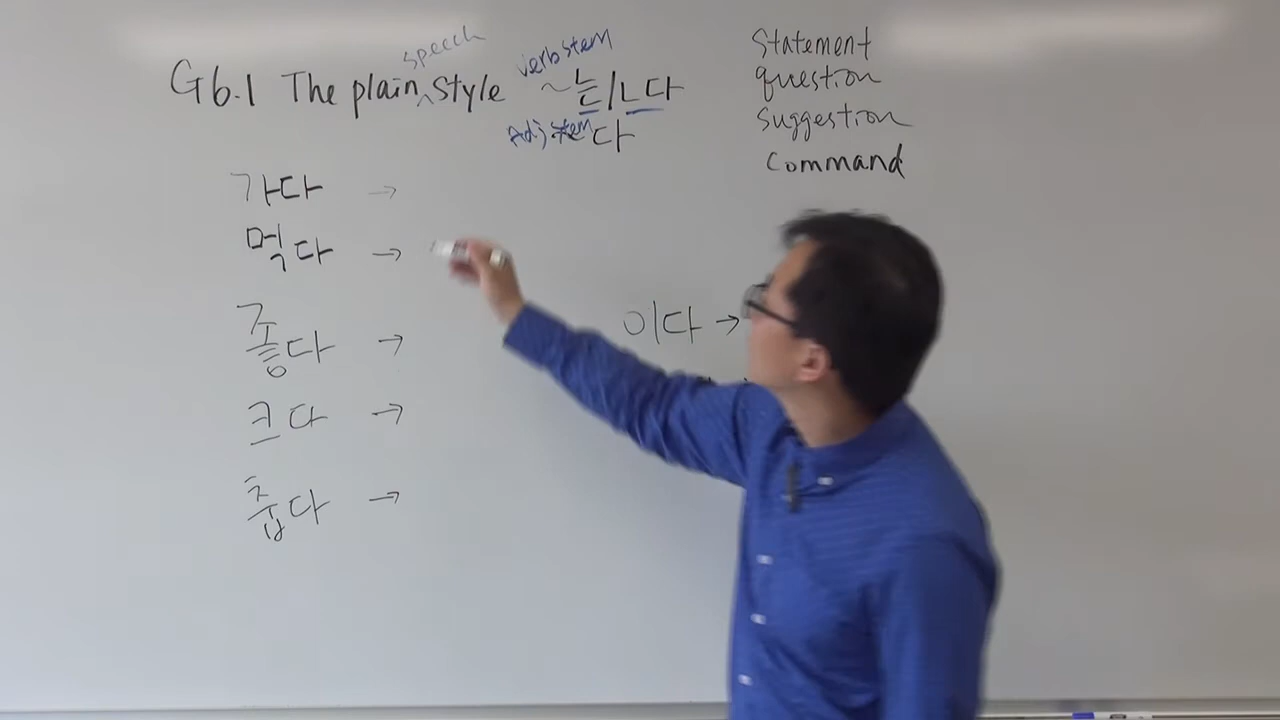 G6.1 The plain speech style verb stem ~는/ㄴ다
Adj stem 다
Statement
question
Suggestion
Command
가다 →
먹다 →
좋다 →
크다 →
춥다 →
이다 →